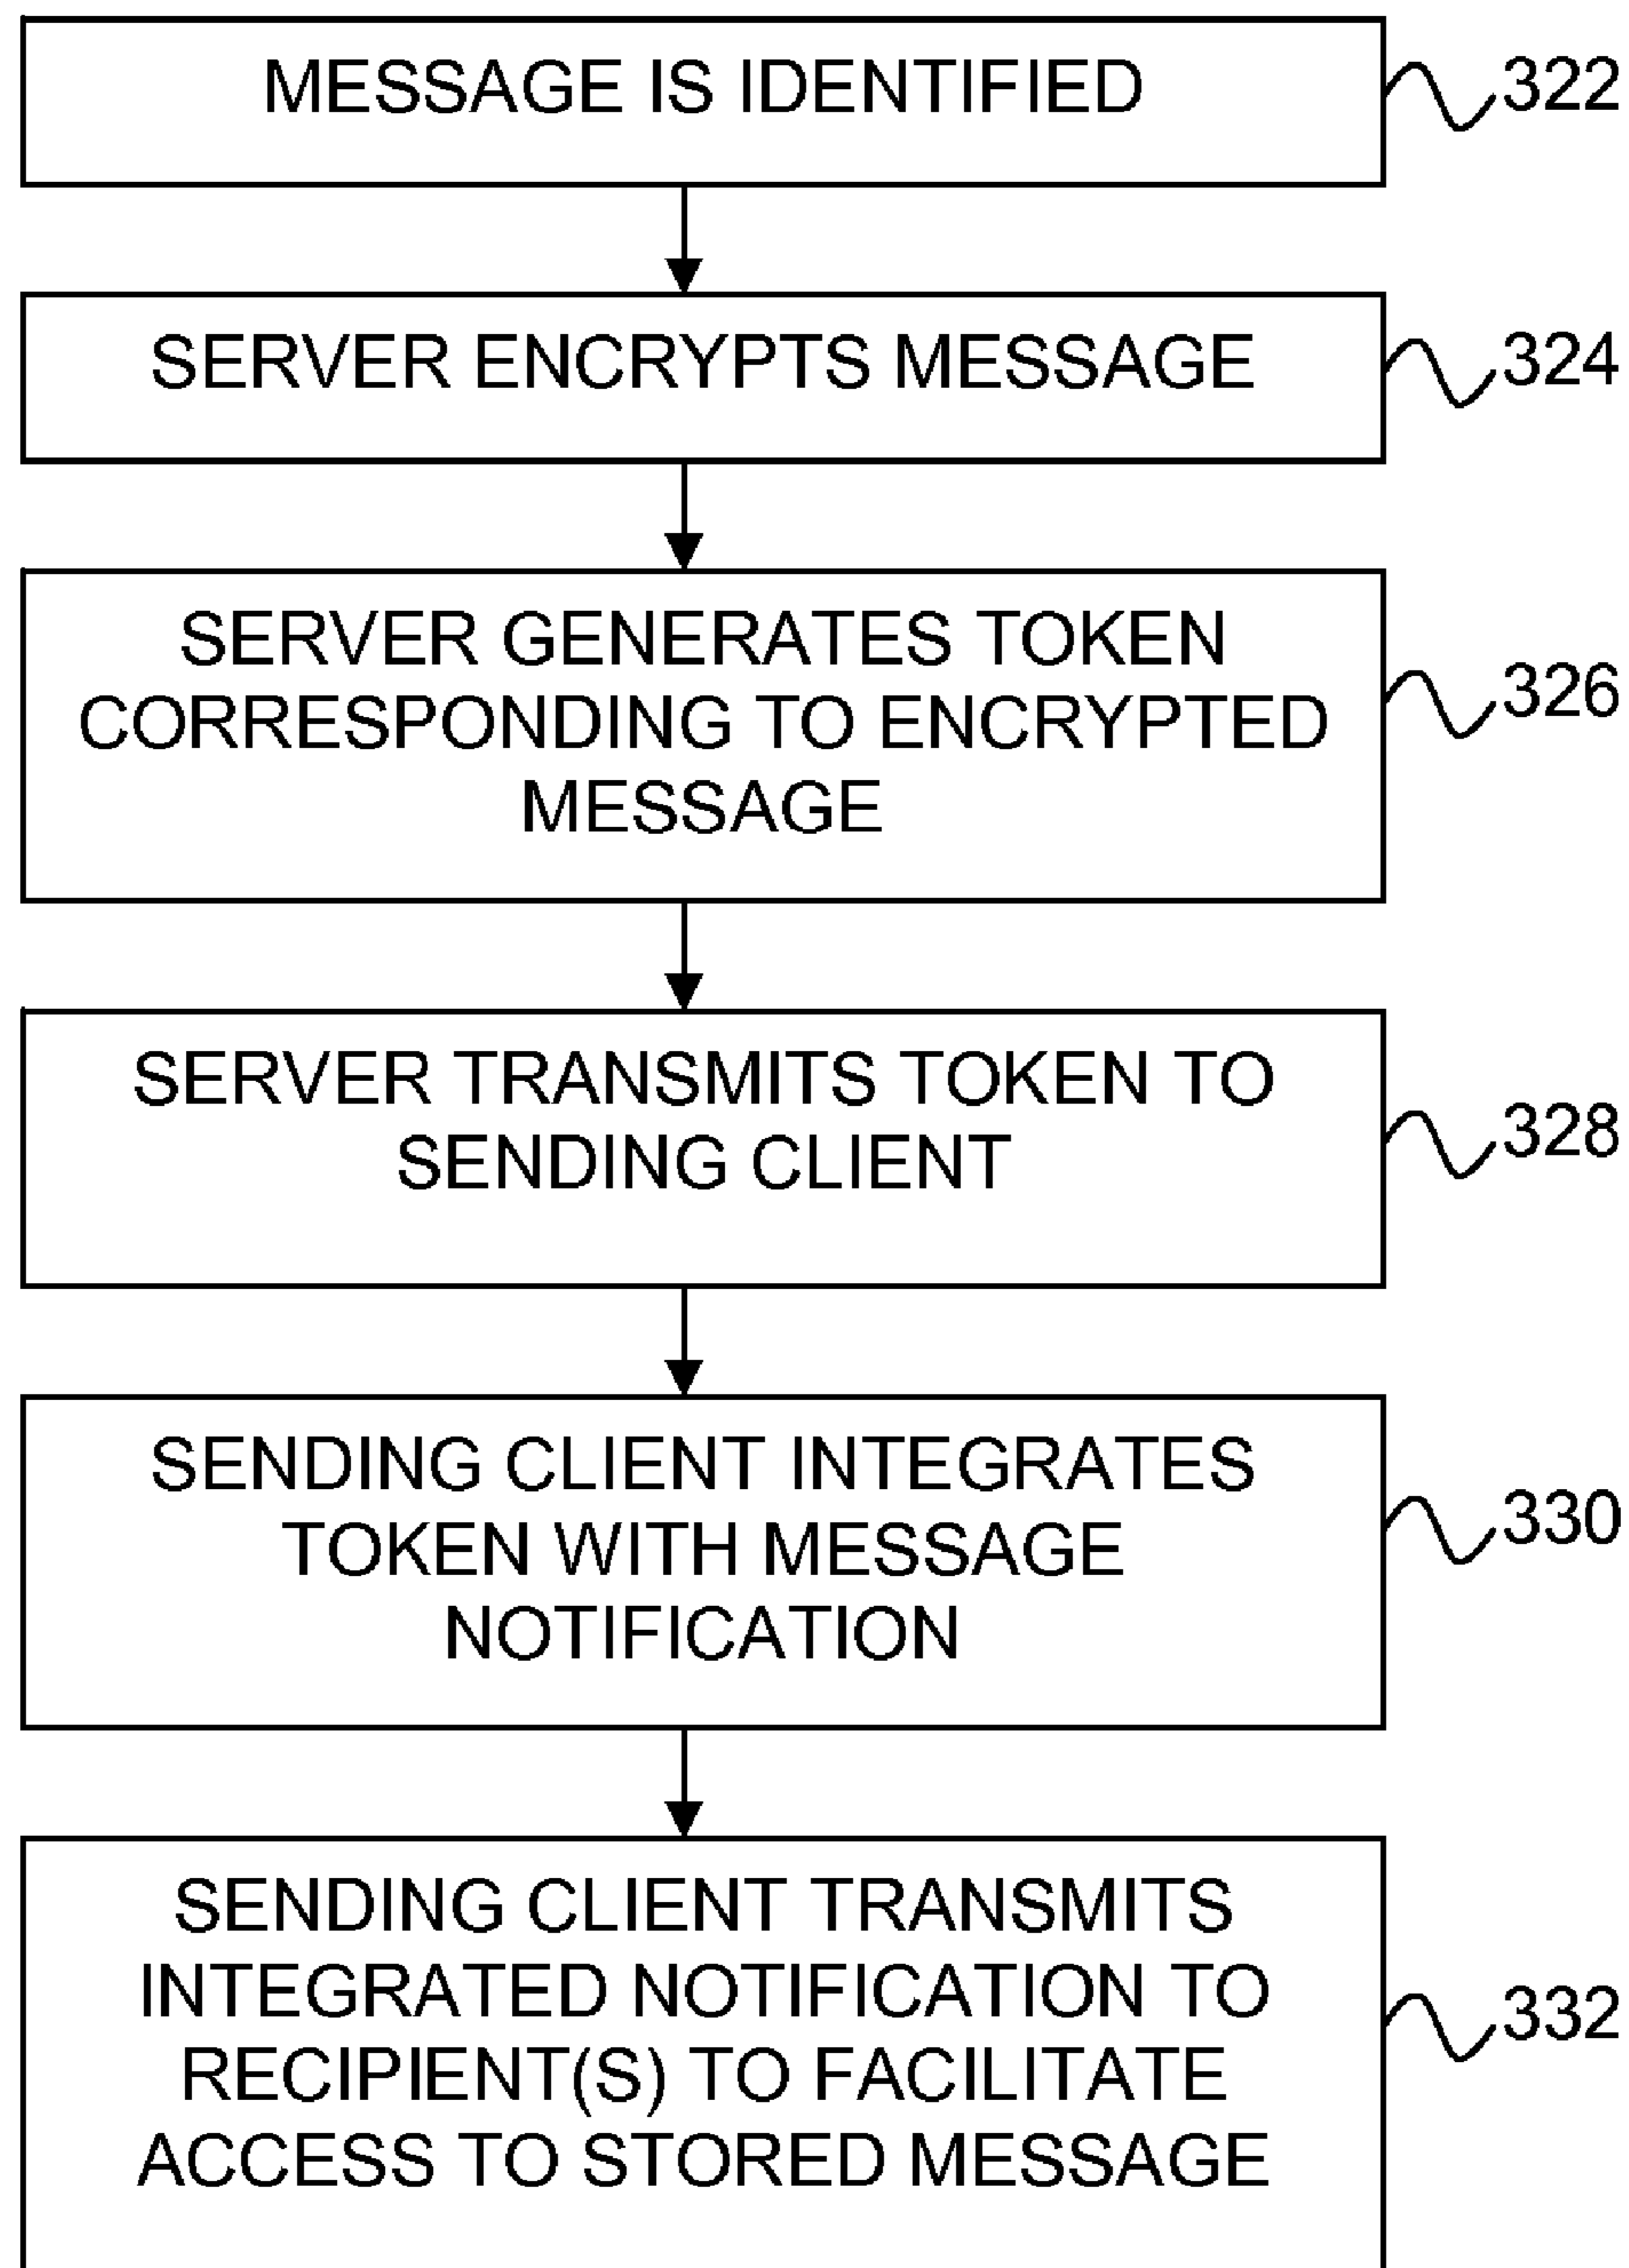 MESSAGE IS IDENTIFIED
322
SERVER ENCRYPTS MESSAGE
324
SERVER GENERATES TOKEN
CORRESPONDING TO ENCRYPTED
MESSAGE
326
SERVER TRANSMITS TOKEN TO
SENDING CLIENT
328
SENDING CLIENT INTEGRATES
TOKEN WITH MESSAGE
NOTIFICATION
330
SENDING CLIENT TRANSMITS
INTEGRATED NOTIFICATION TO
RECIPIENT(S) TO FACILITATE
ACCESS TO STORED MESSAGE
332